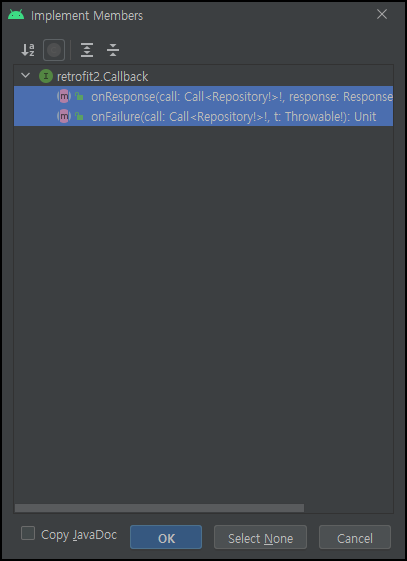 Implement Members
retrofit2.Callback
onResponse(call: Call<Repository!>!, response: Response
onFailure(call: Call<Repository!>!, t: Throwable!): Unit
Copy JavaDoc
OK
Select None
Cancel